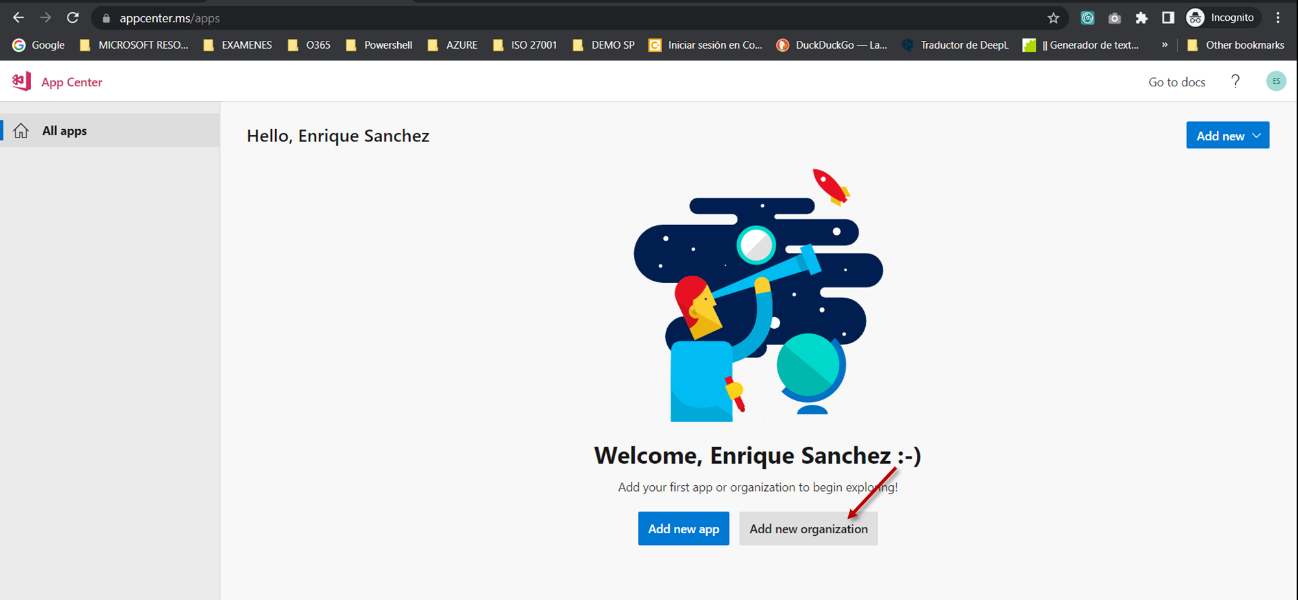 appcenter.ms/apps
Incognito
Google MICROSOFT RESO... EXAMENES O365 Powershell AZURE ISO 27001 DEMO SP Iniciar sesión en Co... DuckDuckGo — La... Traductor de DeepL || Generador de text... » Other bookmarks
App Center
Go to docs ? ES
All apps
Hello, Enrique Sanchez
Add new
Welcome, Enrique Sanchez :-)
Add your first app or organization to begin exploring!
Add new app
Add new organization